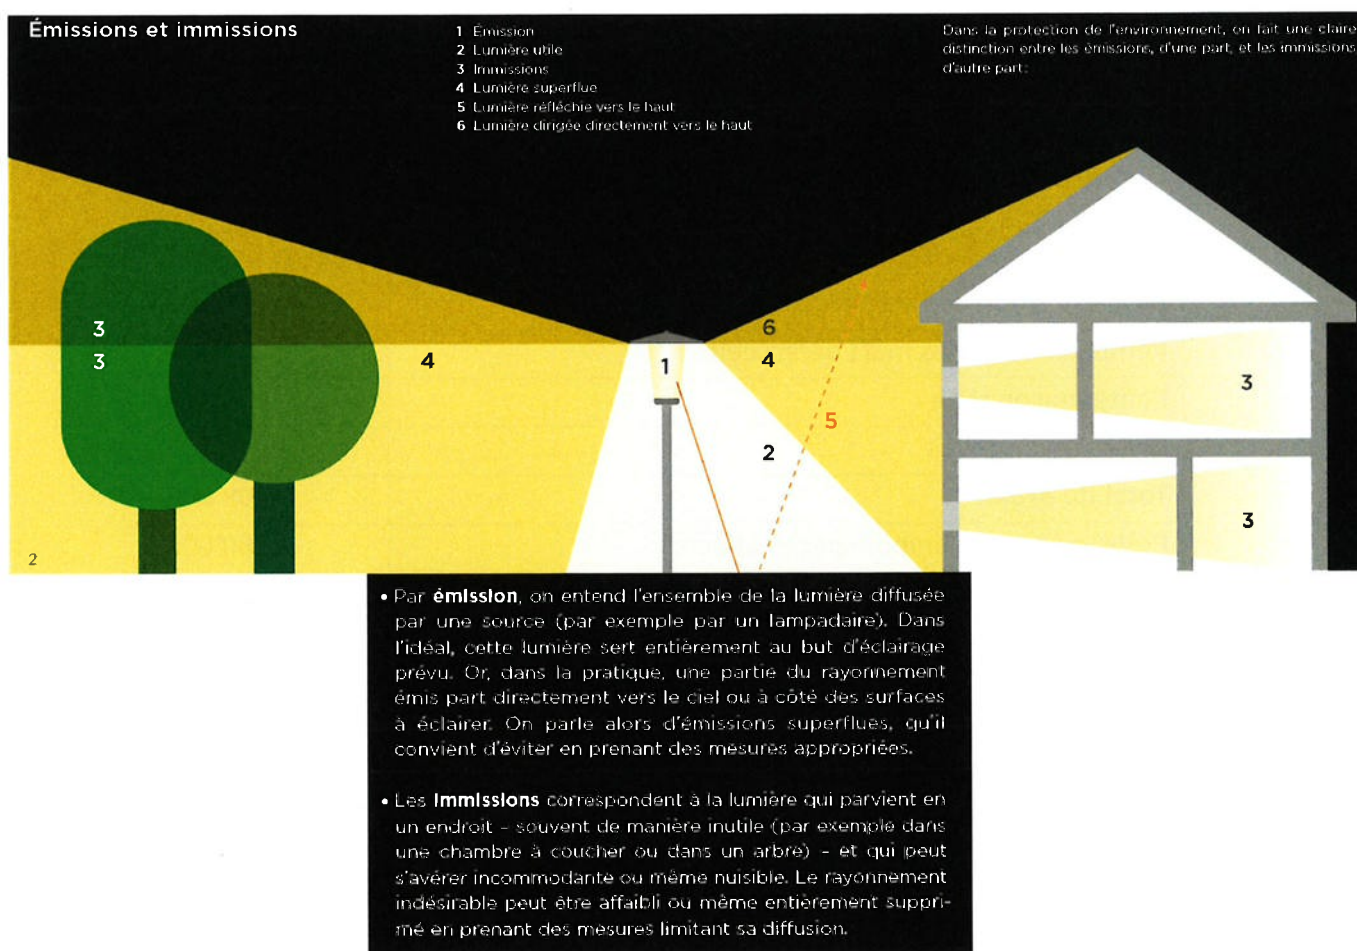 Émissions et immissions
1 Émission
2 Lumière utile
3 Immissions
4 Lumière superflue
5 Lumière réfléchie vers le haut
6 Lumière dirigée directement vers le haut
Dans la protection de l'environnement, on fait une claire
distinction entre les émissions, d'une part, et les immissions
d'autre part:
3
3
4
1
6
4
5
2
3
3
2
• Par émission, on entend l'ensemble de la lumière diffusée
par une source (par exemple par un lampadaire). Dans
l'idéal, cette lumière sert entièrement au but d'éclairage
prévu. Or, dans la pratique, une partie du rayonnement
émis part directement vers le ciel ou à côté des surfaces
à éclairer. On parle alors d'émissions superflues, qu'il
convient d'éviter en prenant des mesures appropriées.
• Les immissions correspondent à la lumière qui parvient en
un endroit – souvent de manière inutile (par exemple dans
une chambre à coucher ou dans un arbre) – et qui peut
s'avérer incommodante ou même nuisible. Le rayonnement
indésirable peut être affaibli ou même entièrement suppri-
mé en prenant des mesures limitant sa diffusion.